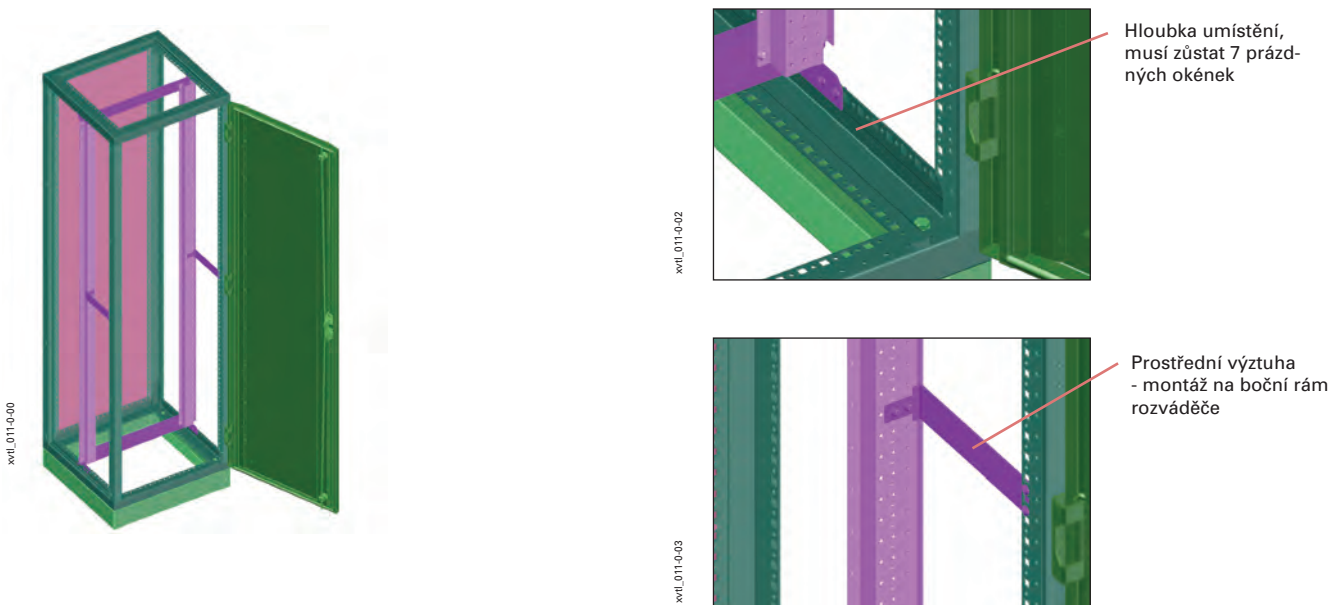 xvtl_011-0-00
xvtl_011-0-02
Hloubka umístění,
musí zůstat 7 prázd-
ných okének
xvtl_011-0-03
Prostřední výztuha
- montáž na boční rám
rozváděče